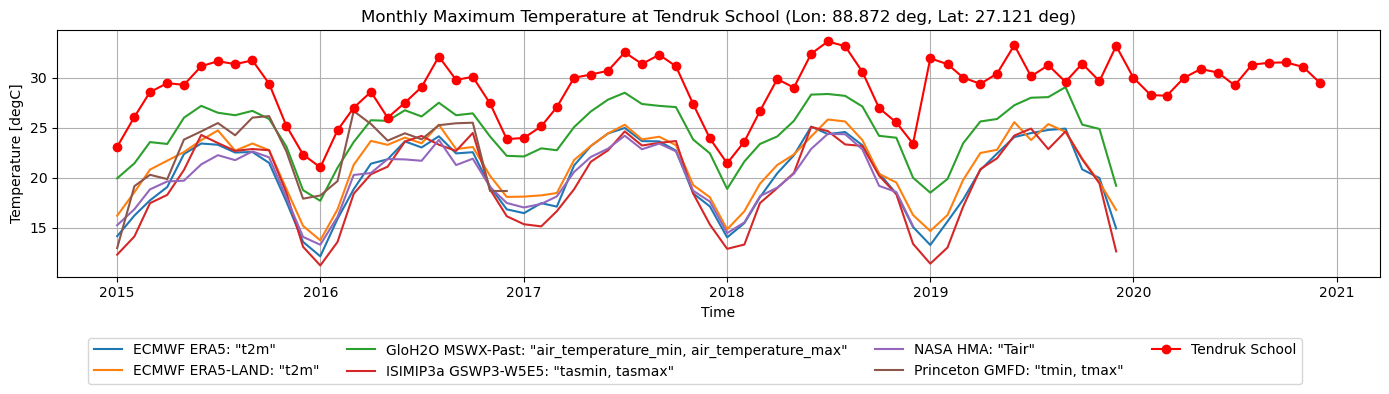 Monthly Maximum Temperature at Tendruk School (Lon: 88.872 deg, Lat: 27.121 deg)
Temperature [degC]
30
25
20
15
2015 2016 2017 2018 2019 2020 2021
Time
ECMWF ERA5: "t2m" GloH2O MSWX-Past: "air_temperature_min, air_temperature_max" NASA HMA: "Tair" Tendruk School
ECMWF ERA5-LAND: "t2m" ISIMIP3a GSWP3-W5E5: "tasmin, tasmax" Princeton GMFD: "tmin, tmax"